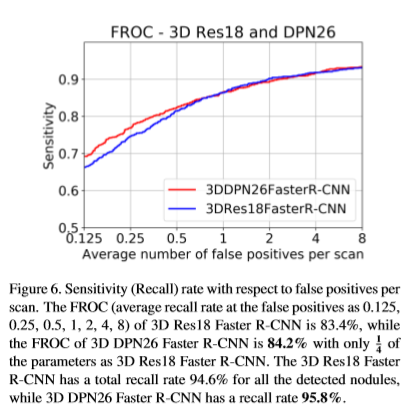 FROC - 3D Res18 and DPN26
Sensitivity
0.9
0.8
0.7
0.6
0.5
0.125 0.25 0.5 1 2 4 8
Average number of false positives per scan
3DDPN26FasterR-CNN
3DRes18FasterR-CNN
Figure 6. Sensitivity (Recall) rate with respect to false positives per
scan. The FROC (average recall rate at the false positives as 0.125,
0.25, 0.5, 1, 2, 4, 8) of 3D Res18 Faster R-CNN is 83.4%, while
the FROC of 3D DPN26 Faster R-CNN is 84.2% with only 1/4 of
the parameters as 3D Res18 Faster R-CNN. The 3D Res18 Faster
R-CNN has a total recall rate 94.6% for all the detected nodules,
while 3D DPN26 Faster R-CNN has a recall rate 95.8%.